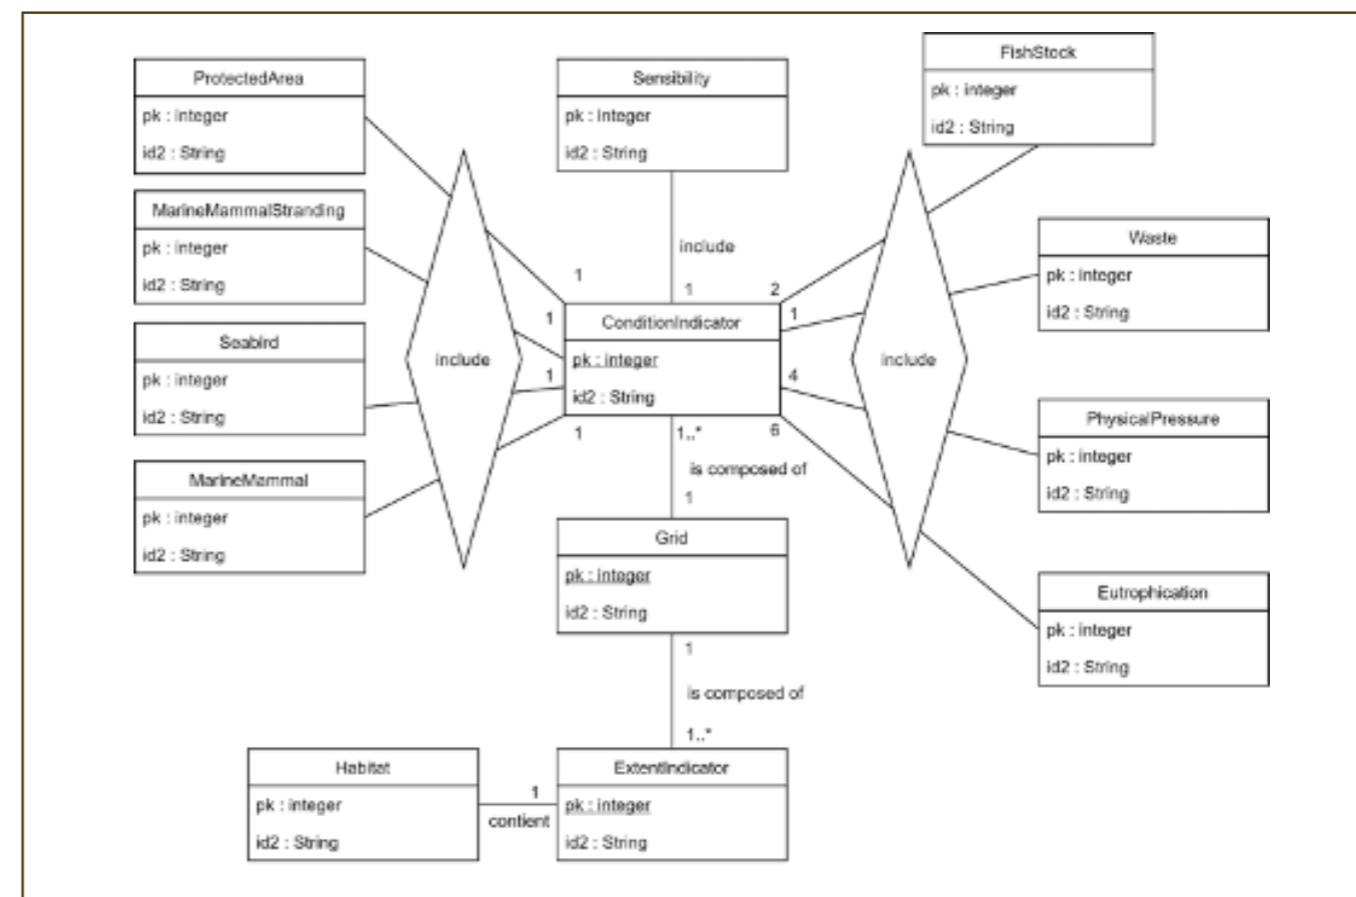 ProtectedArea
pk : integer
id2 : String
MarineMammalStranding
pk : integer
id2 : String
Seabird
pk : integer
id2 : String
MarineMammal
pk : integer
id2 : String
include
1
1
1
1
Sensibility
pk : integer
id2 : String
include
1
ConditionIndicator
pk : integer
id2 : String
1..*
is composed of
1
Grid
pk : integer
id2 : String
1
is composed of
1..*
ExtentIndicator
pk : integer
id2 : String
1
contient
Habitat
pk : integer
id2 : String
2
1
4
6
include
FishStock
pk : integer
id2 : String
Waste
pk : integer
id2 : String
PhysicalPressure
pk : integer
id2 : String
Eutrophication
pk : integer
id2 : String